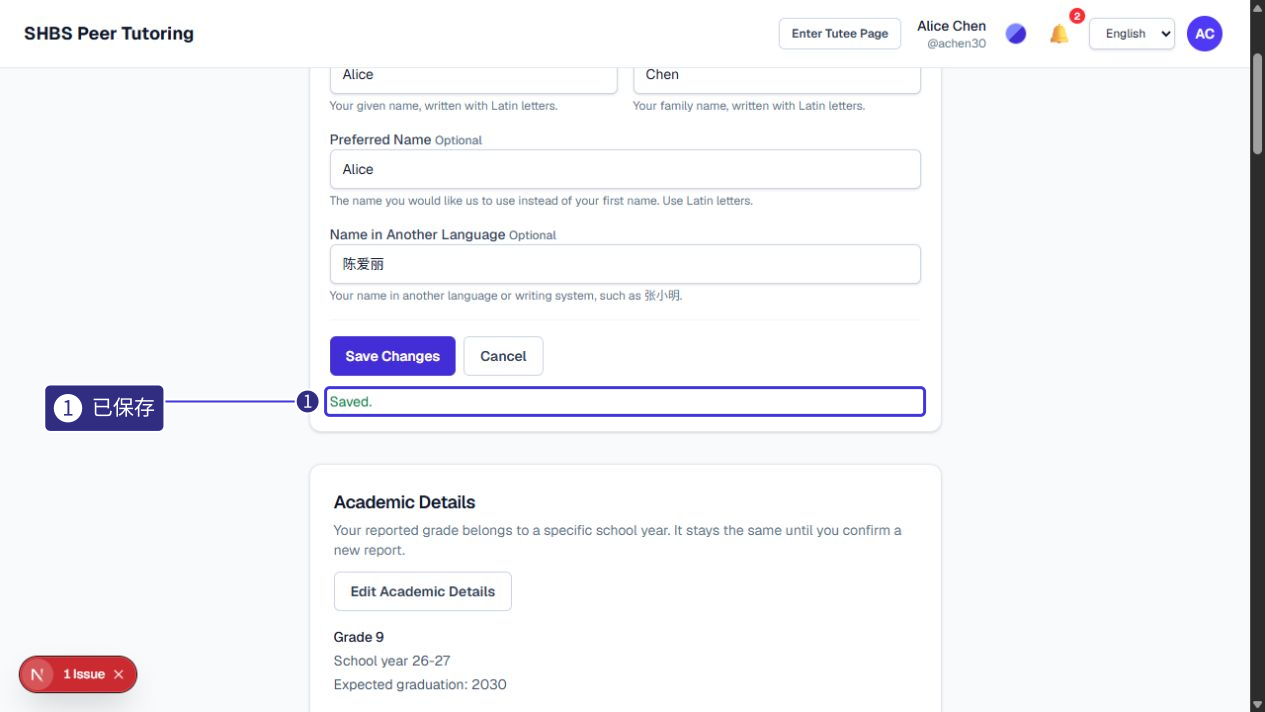 SHBS Peer Tutoring
Enter Tutee Page
Alice Chen
@achen30
2
English
AC
Alice
Chen
Your given name, written with Latin letters.
Your family name, written with Latin letters.
Preferred Name Optional
Alice
The name you would like us to use instead of your first name. Use Latin letters.
Name in Another Language Optional
陈爱丽
Your name in another language or writing system, such as 张小明.
Save Changes
Cancel
1 已保存
1
Saved.
Academic Details
Your reported grade belongs to a specific school year. It stays the same until you confirm a
new report.
Edit Academic Details
Grade 9
School year 26-27
Expected graduation: 2030
N 1 Issue